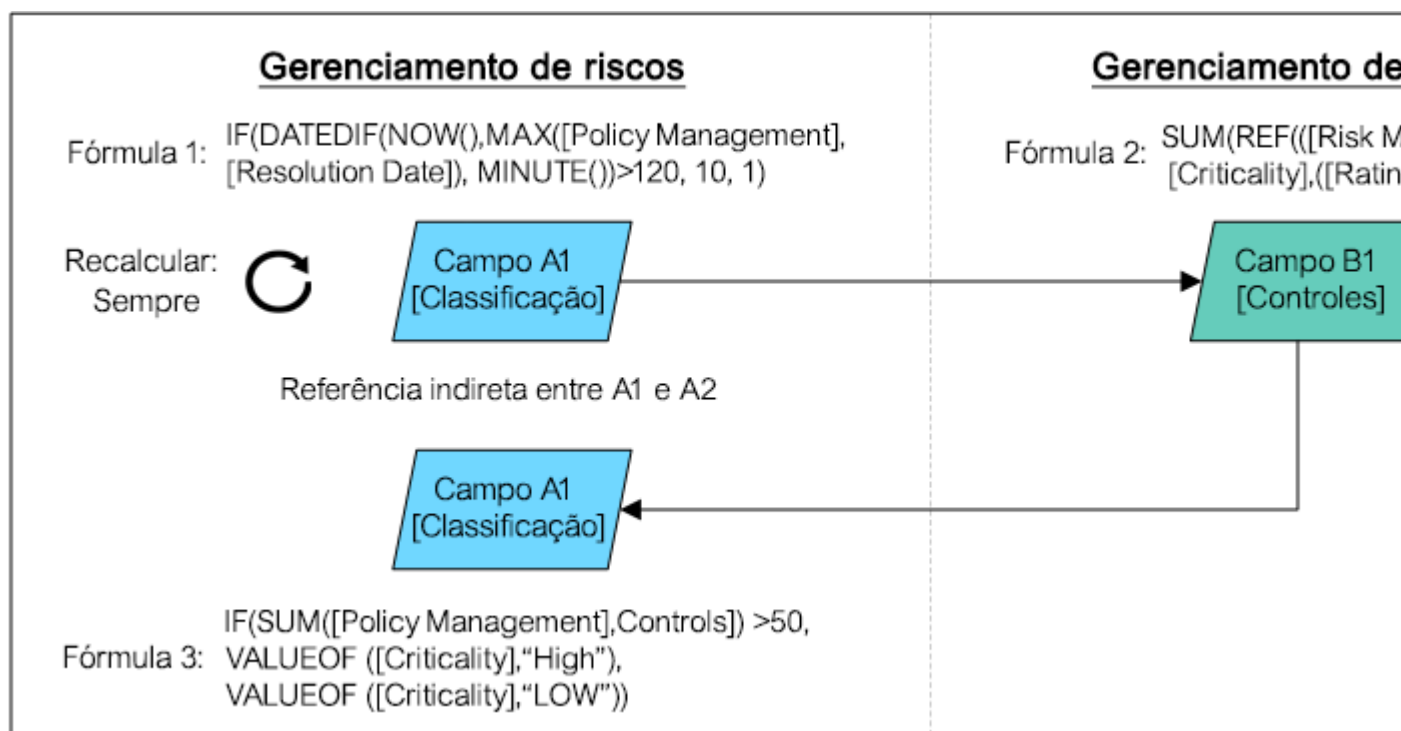 Gerenciamento de riscos
Gerenciamento de
Fórmula 1:
IF(DATEDIF(NOW(),MAX([Policy Management],
[Resolution Date]), MINUTE())>120, 10, 1)
Fórmula 2:
SUM(REF(([Risk M
[Criticality],([Ratin
Recalcular:
Sempre
Campo A1
[Classificação]
Campo B1
[Controles]
Referência indireta entre A1 e A2
Campo A1
[Classificação]
Fórmula 3:
IF(SUM([Policy Management],Controls]) >50,
VALUEOF ([Criticality],“High”),
VALUEOF ([Criticality],“LOW”))